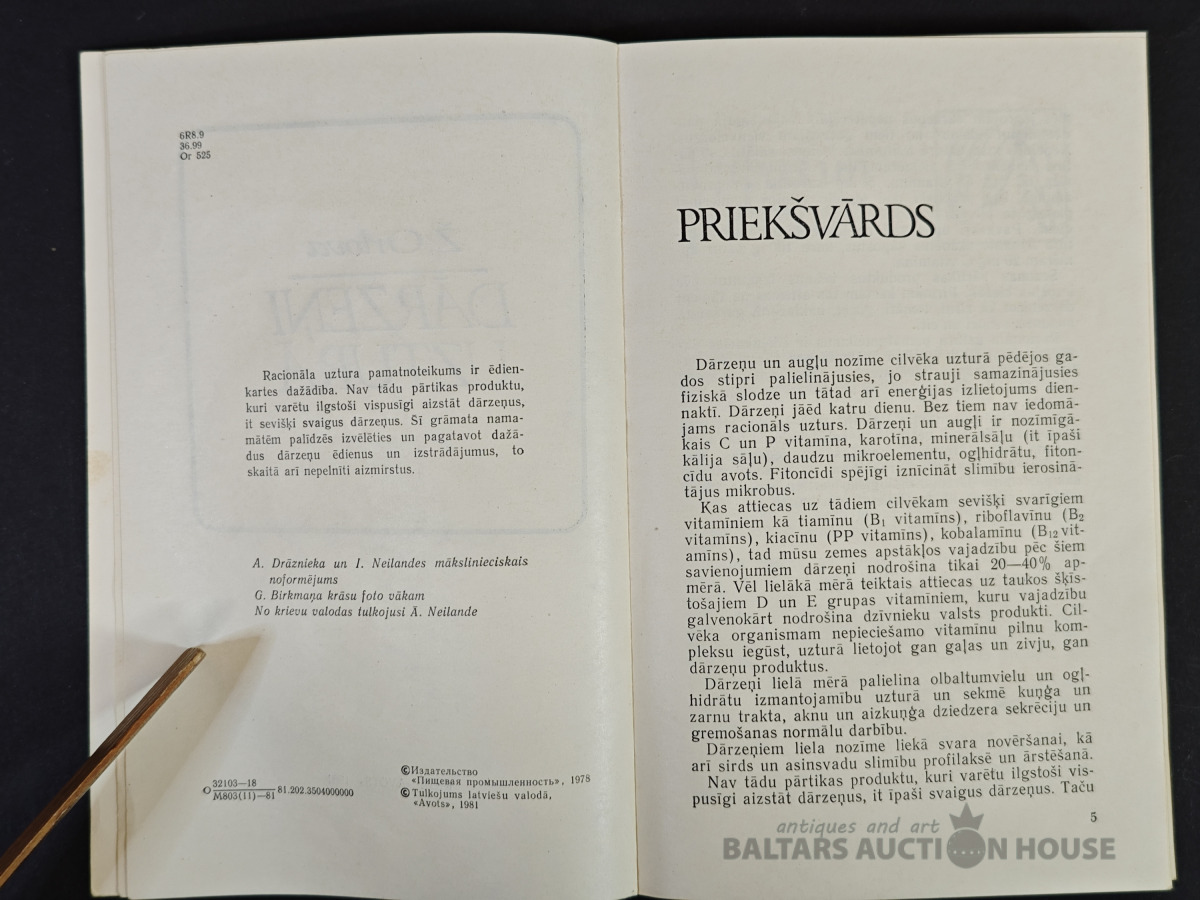 6R8.9
36.99
Or 525
Racionāla uztura pamatnoteikums ir ēdien-
kartes dažādība. Nav tādu pārtikas produktu,
kuri varētu ilgstoši vispusīgi aizstāt dārzeņus,
it sevišķi svaigus dārzeņus. Šī grāmata nama-
mātēm palīdzēs izvēlēties un pagatavot dažā-
dus dārzeņu ēdienus un izstrādājumus, to
skaitā arī nepelnīti aizmirstus.
A. Drāznieka un I. Neilandes mākslinieciskais
noformējums
G. Birkmaņa krāsu foto vākam
No krievu valodas tulkojusi Ā. Neilande
O 32103—18
M803(11)—81 81.202.3504000000
©Издательство
«Пищевая промышленность», 1978
©Tulkojums latviešu valodā,
«Avots», 1981
PRIEKŠVĀRDS
Dārzeņu un augļu nozīme cilvēka uzturā pēdējos ga-
dos stipri palielinājusies, jo strauji samazinājusies
fiziskā slodze un tātad arī enerģijas izlietojums dien-
naktī. Dārzeņi jāēd katru dienu. Bez tiem nav iedomā-
jams racionāls uzturs. Dārzeņi un augļi ir nozīmīgā-
kais C un P vitamīna, karotīna, minerālsāļu (it īpaši
kālija sāļu), daudzu mikroelementu, ogļhidrātu, fiton-
cīdu avots. Fitoncīdi spējīgi iznīcināt slimību ierosinā-
tājus mikrobus.
Kas attiecas uz tādiem cilvēkam sevišķi svarīgiem
vitamīniem kā tiamīnu (B₁ vitamīns), riboflavīnu (B₂
vitamīns), kiacīnu (PP vitamīns), kobalamīnu (B₁₂ vit-
amīns), tad mūsu zemes apstākļos vajadzību pēc šiem
savienojumiem dārzeņi nodrošina tikai 20—40% ap-
mērā. Vēl lielākā mērā teiktais attiecas uz taukos šķīs-
tošajiem D un E grupas vitamīniem, kuru vajadzību
galvenokārt nodrošina dzīvnieku valsts produkti. Cil-
vēka organismam nepieciešamo vitamīnu pilnu kom-
pleksu iegūst, uzturā lietojot gan gaļas un zivju, gan
dārzeņu produktus.
Dārzeņi lielā mērā palielina olbaltumvielu un ogļ-
hidrātu izmantojamību uzturā un sekmē kuņģa un
zarnu trakta, aknu un aizkuņģa dziedzera sekrēciju un
gremošanas normālu darbību.
Dārzeņiem liela nozīme liekā svara novēršanai, kā
arī sirds un asinsvadu slimību profilaksē un ārstēšanā.
Nav tādu pārtikas produktu, kuri varētu ilgstoši vis-
pusīgi aizstāt dārzeņus, it īpaši svaigus dārzeņus. Taču
5
antiques and art
BALTARS AUCTION HOUSE